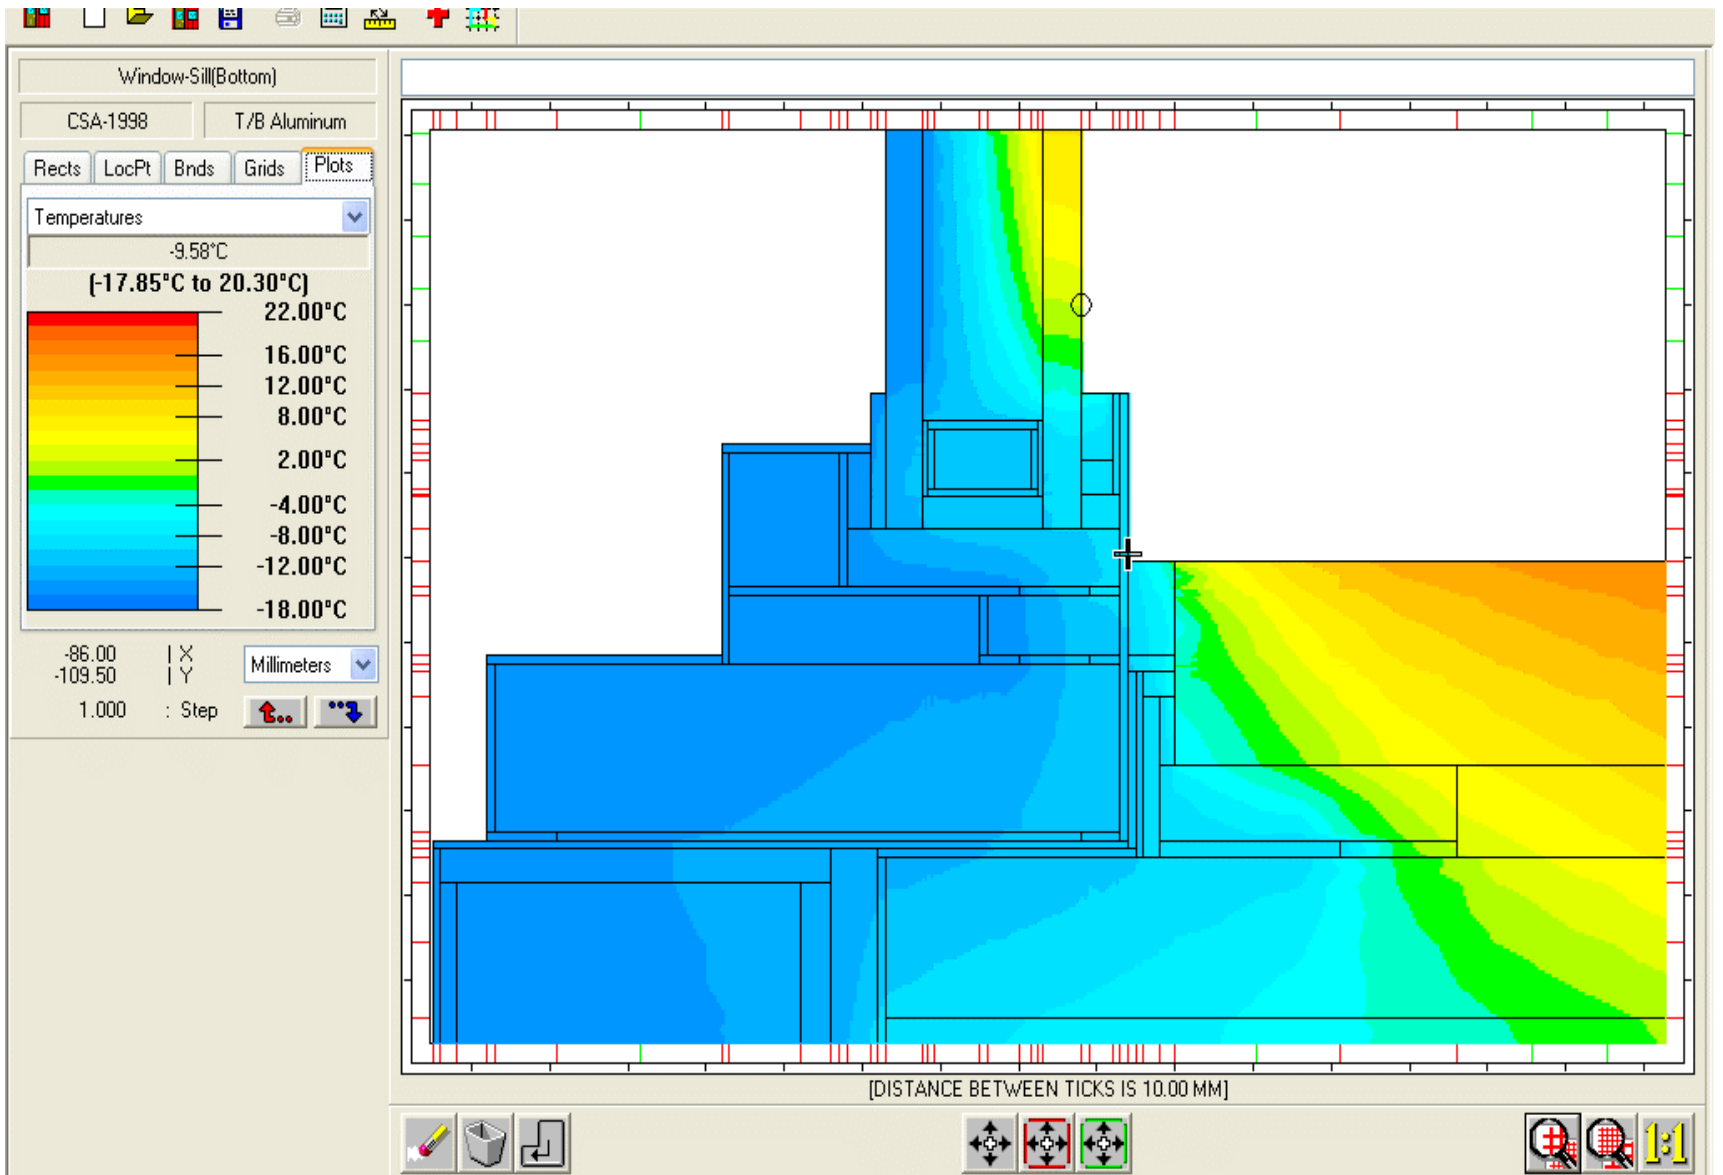 Window-Sill(Bottom)
CSA-1998
T/B Aluminum
Rects
LocPt
Bnds
Grids
Plots
Temperatures
-9.58°C
(-17.85°C to 20.30°C)
22.00°C
16.00°C
12.00°C
8.00°C
2.00°C
-4.00°C
-8.00°C
-12.00°C
-18.00°C
-86.00 | X
-109.50 | Y
Millimeters
1.000 : Step
[DISTANCE BETWEEN TICKS IS 10.00 MM]
1:1